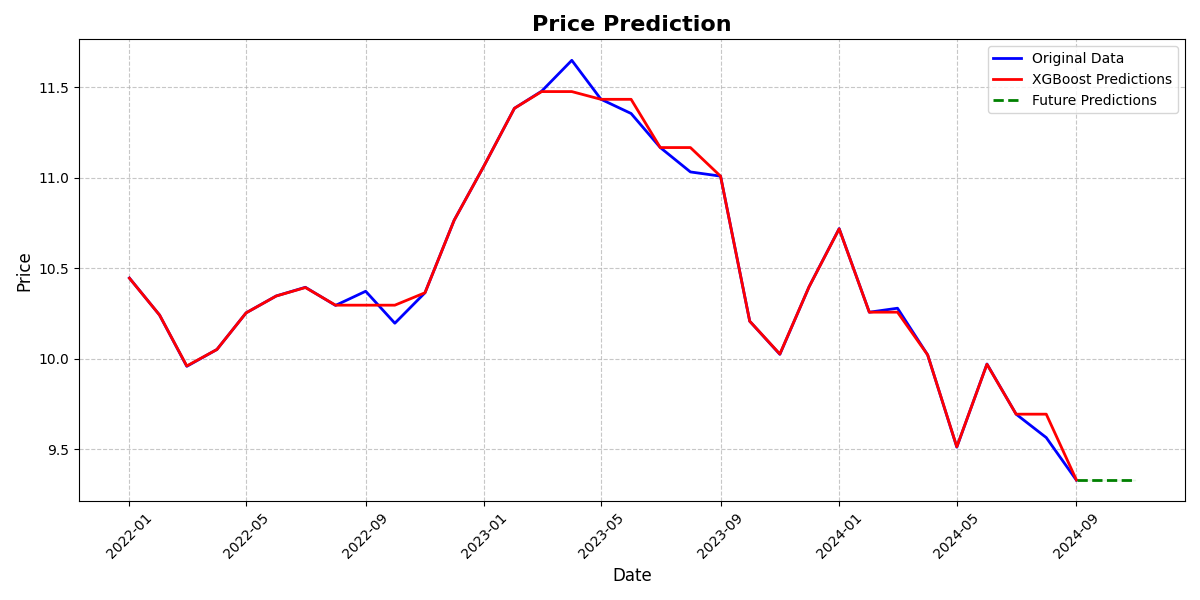 Price Prediction
Original Data
XGBoost Predictions
Future Predictions
Price
11.5
11.0
10.5
10.0
9.5
2022-01
2022-05
2022-09
2023-01
2023-05
2023-09
2024-01
2024-05
2024-09
Date